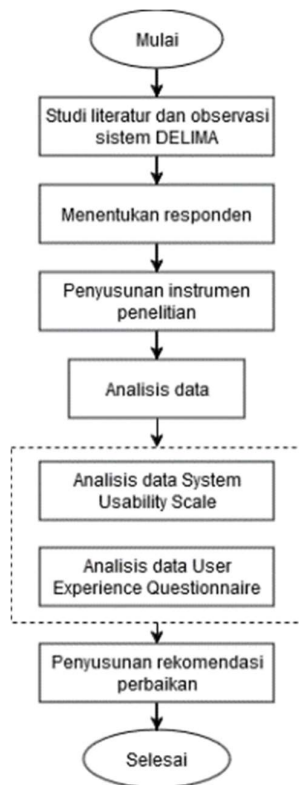 Mulai
Studi literatur dan observasi
sistem DELIMA
Menentukan responden
Penyusunan instrumen
penelitian
Analisis data
Analisis data System
Usability Scale
Analisis data User
Experience Questionnaire
Penyusunan rekomendasi
perbaikan
Selesai